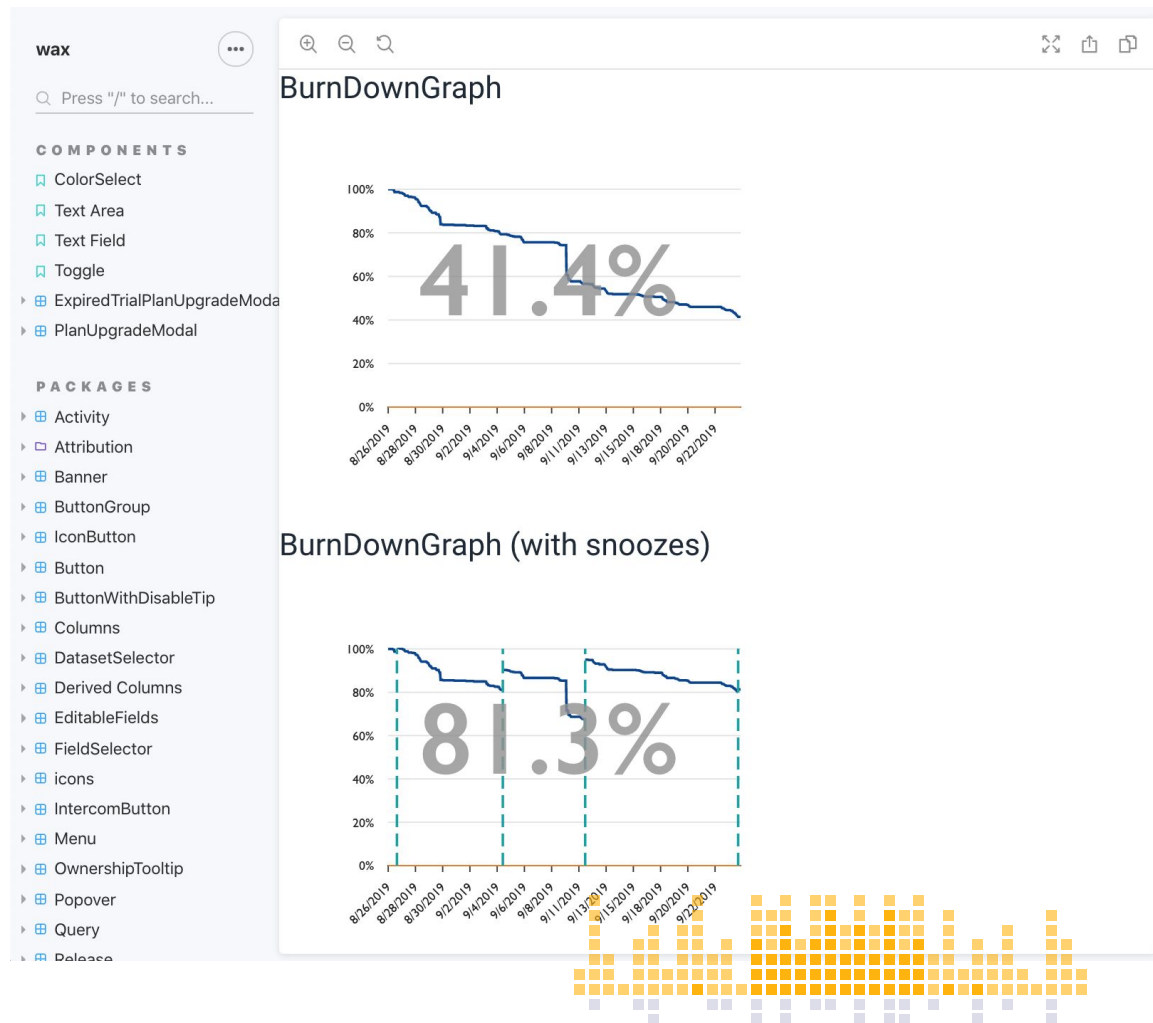 wax
•••
Press "/" to search...
COMPONENTS
ColorSelect
Text Area
Text Field
Toggle
ExpiredTrialPlanUpgradeModa
PlanUpgradeModal
PACKAGES
Activity
Attribution
Banner
ButtonGroup
IconButton
Button
ButtonWithDisableTip
Columns
DatasetSelector
Derived Columns
EditableFields
FieldSelector
icons
IntercomButton
Menu
OwnershipTooltip
Popover
Query
Release
BurnDownGraph
100%
80%
60%
40%
20%
0%
41.4%
8/26/2019
8/28/2019
8/30/2019
9/2/2019
9/4/2019
9/6/2019
9/8/2019
9/11/2019
9/13/2019
9/15/2019
9/18/2019
9/20/2019
9/22/2019
BurnDownGraph (with snoozes)
100%
80%
60%
40%
20%
0%
81.3%
8/26/2019
8/28/2019
8/30/2019
9/2/2019
9/4/2019
9/6/2019
9/8/2019
9/11/2019
9/13/2019
9/15/2019
9/18/2019
9/20/2019
9/22/2019